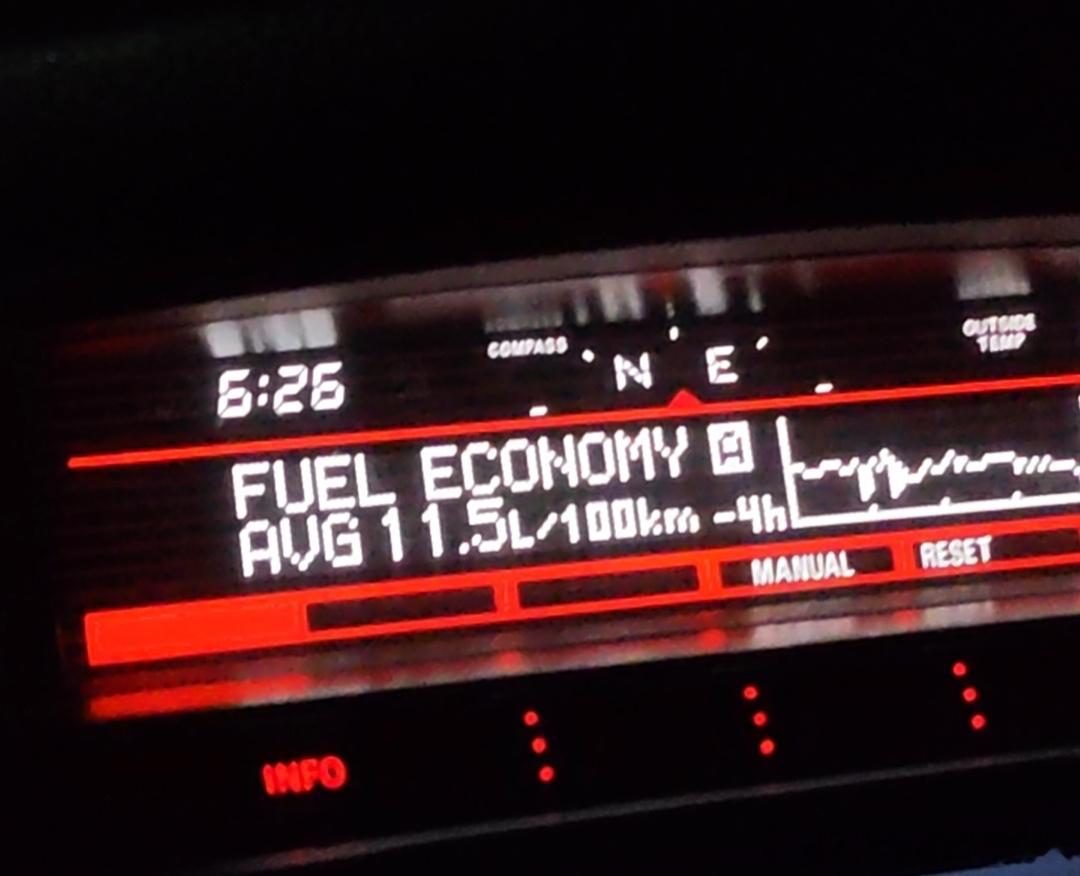 COMPASS
N E
OUTSIDE
TEMP
6:26
FUEL ECONOMY A
AVG 11.5L/100km -4h
MANUAL
RESET
INFO